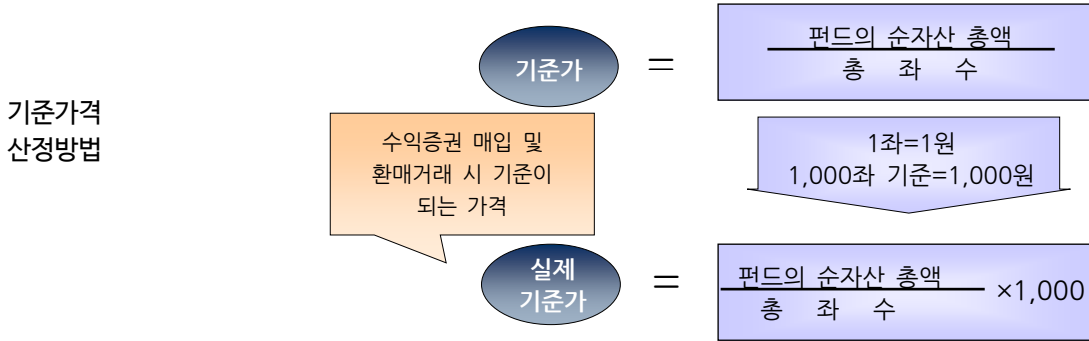 기준가격
산정방법
기준가
=
펀드의 순자산 총액
총 좌 수
수익증권 매입 및
환매거래 시 기준이
되는 가격
1좌=1원
1,000좌 기준=1,000원
실제
기준가
=
펀드의 순자산 총액
총 좌 수
×1,000